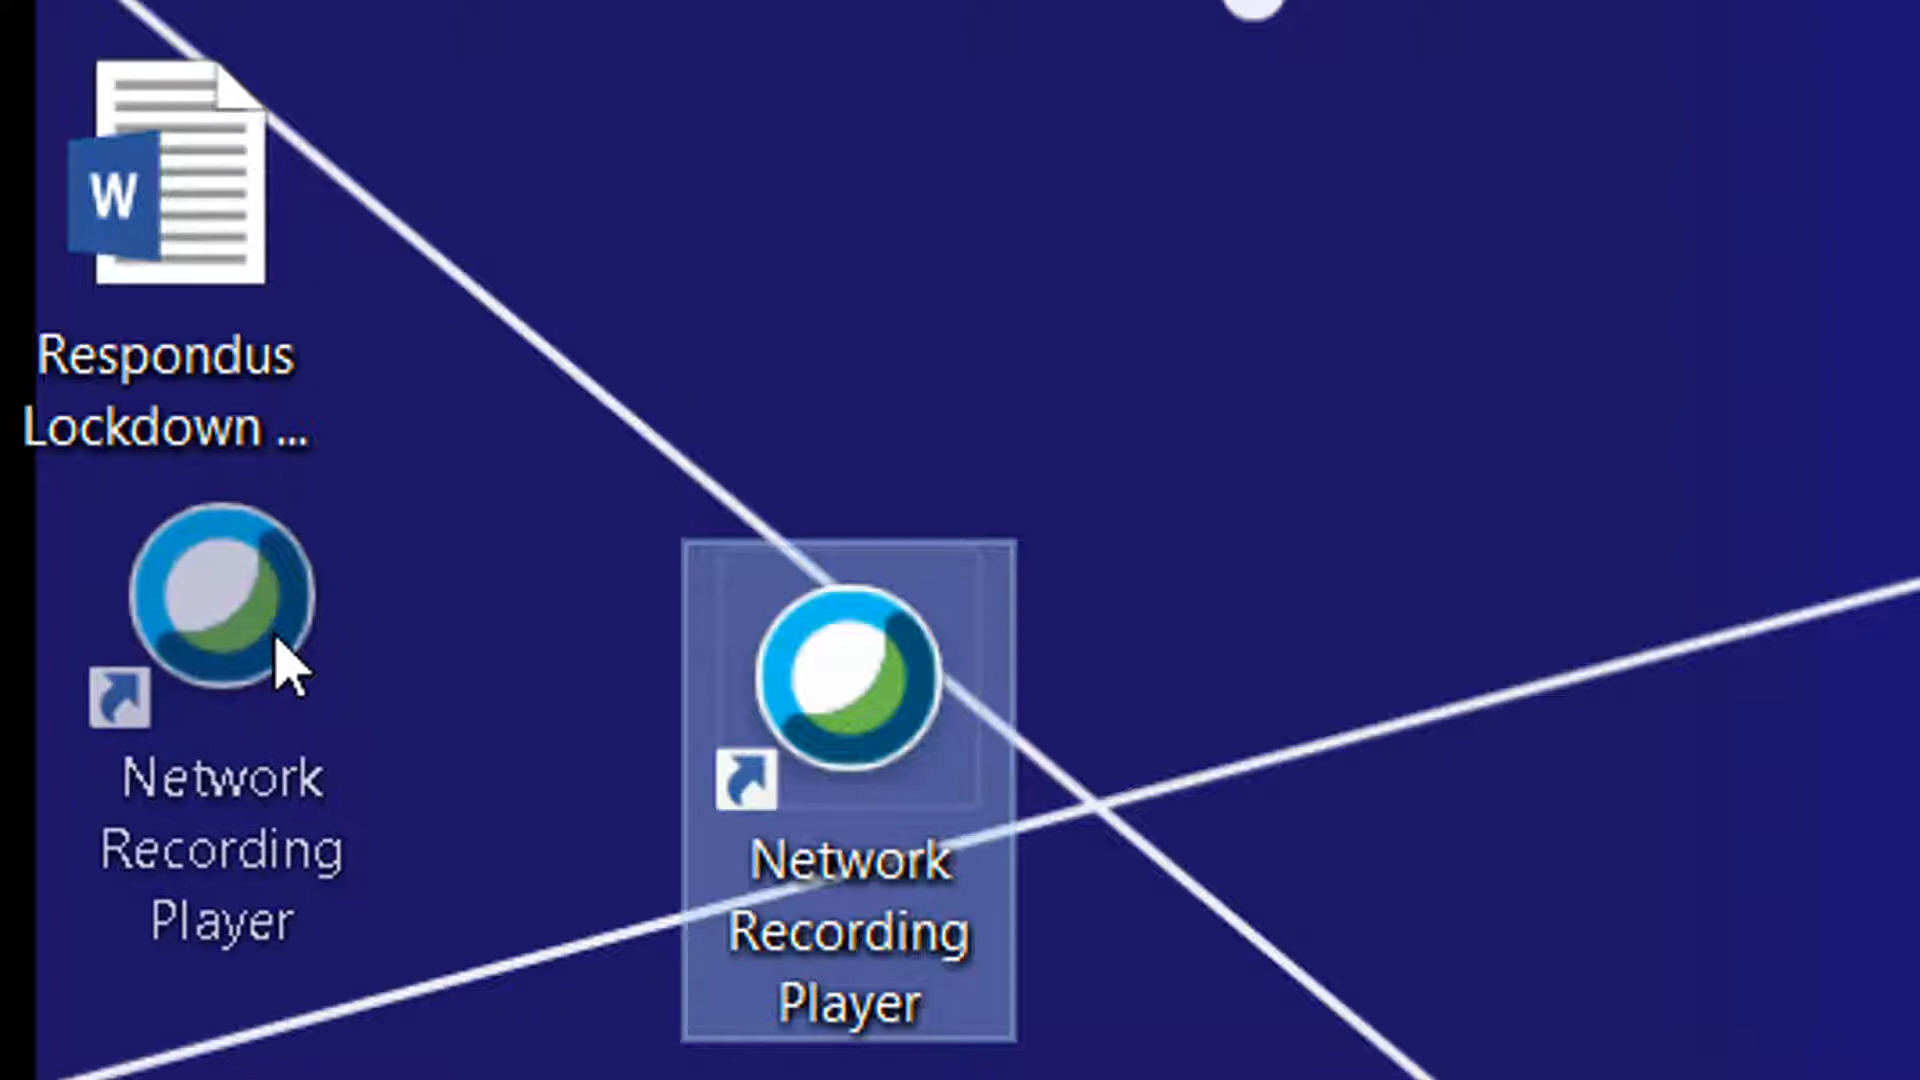 W
Respondus
Lockdown ...
Network
Recording
Player
Network
Recording
Player